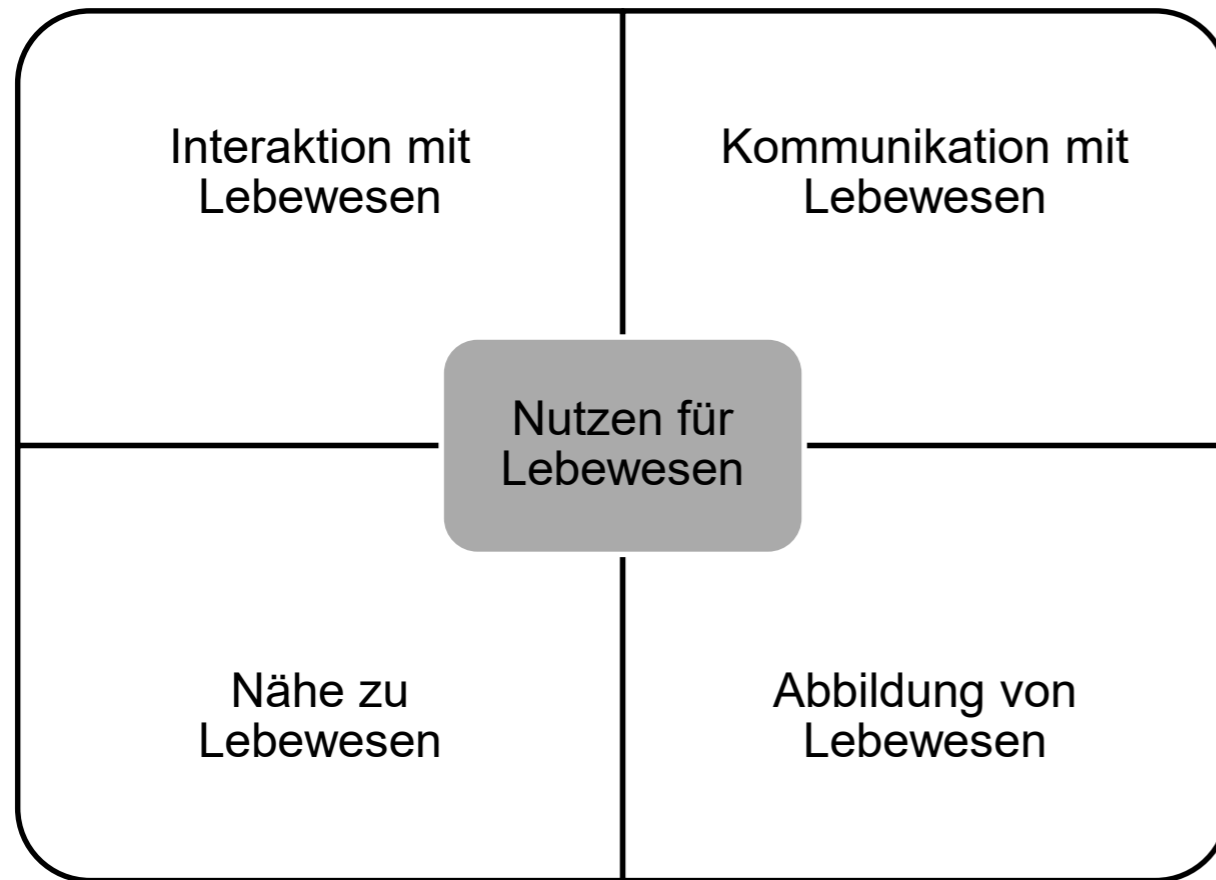 Interaktion mit
Lebewesen
Kommunikation mit
Lebewesen
Nutzen für
Lebewesen
Nähe zu
Lebewesen
Abbildung von
Lebewesen